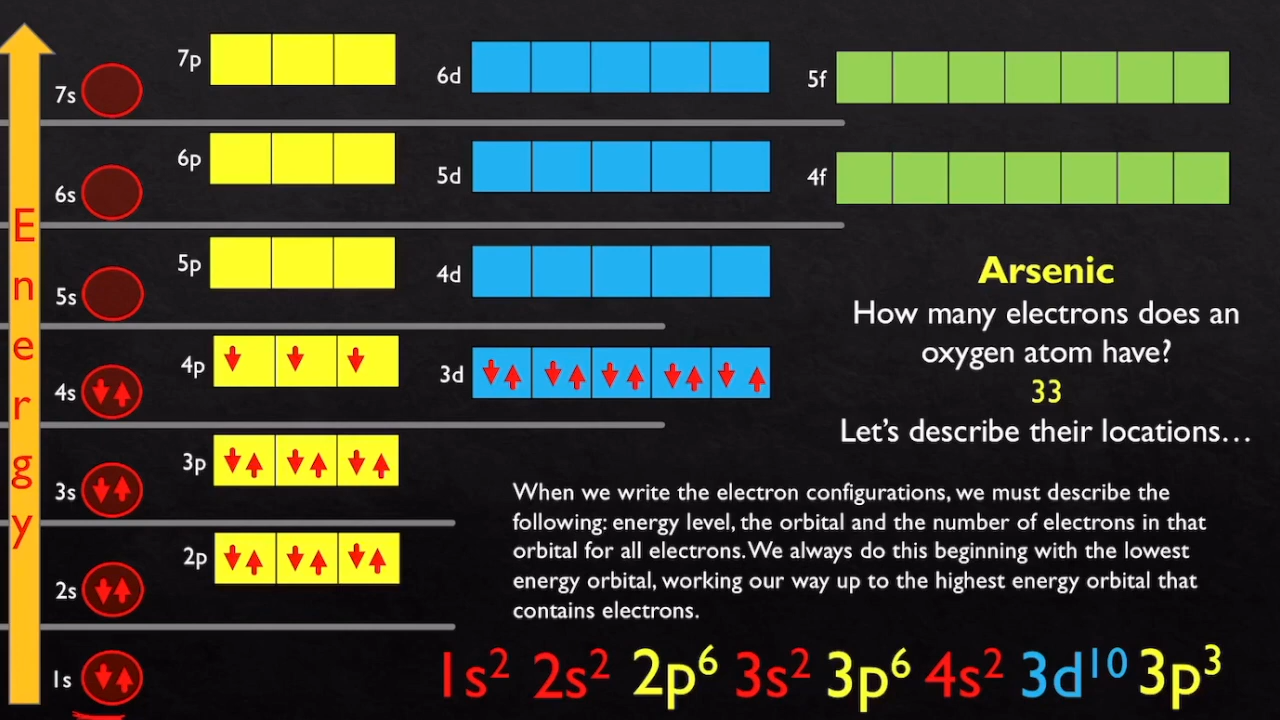 7p
6d
5f
7s
6p
5d
4f
6s
Energy
5p
4d
5s
4p
3d
4s
3p
3s
2p
2s
1s
Arsenic
How many electrons does an
oxygen atom have?
33
Let's describe their locations…
When we write the electron configurations, we must describe the
following: energy level, the orbital and the number of electrons in that
orbital for all electrons. We always do this beginning with the lowest
energy orbital, working our way up to the highest energy orbital that
contains electrons.
1s² 2s² 2p⁶ 3s² 3p⁶ 4s² 3d¹⁰ 3p³